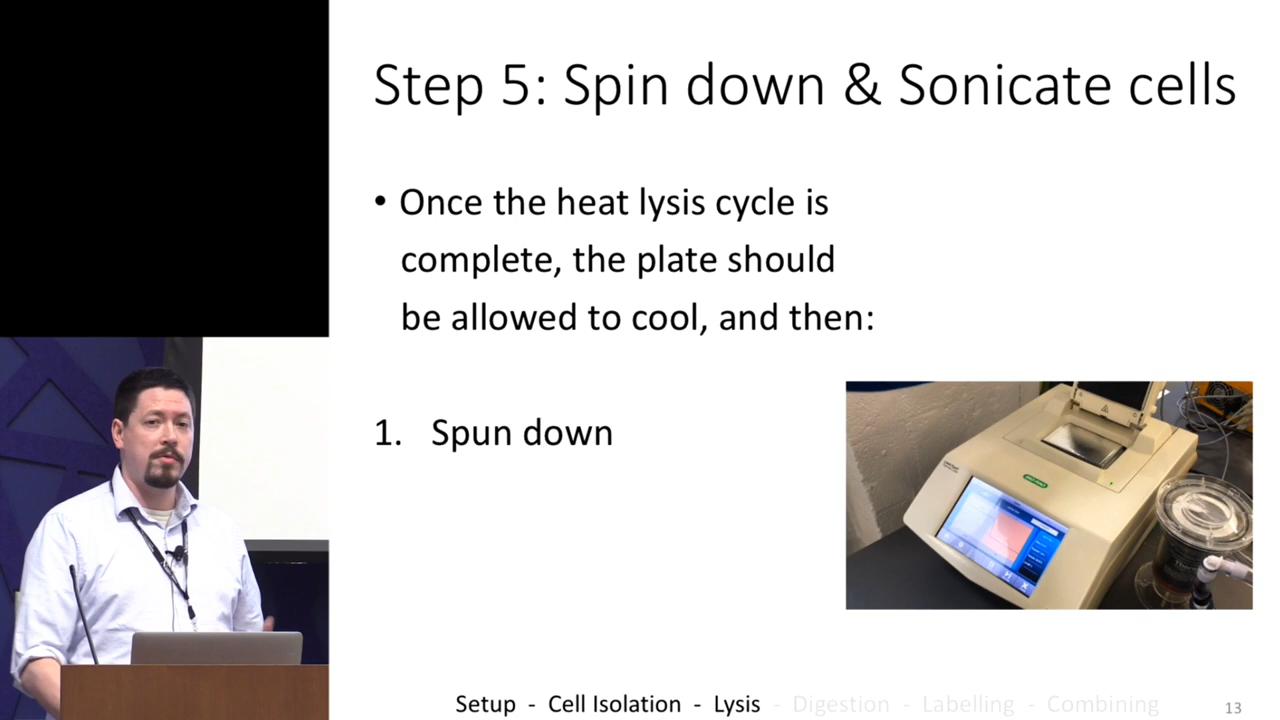 Step 5: Spin down & Sonicate cells
• Once the heat lysis cycle is
complete, the plate should
be allowed to cool, and then:
1. Spun down
Setup - Cell Isolation - Lysis - Digestion - Labelling - Combining
13